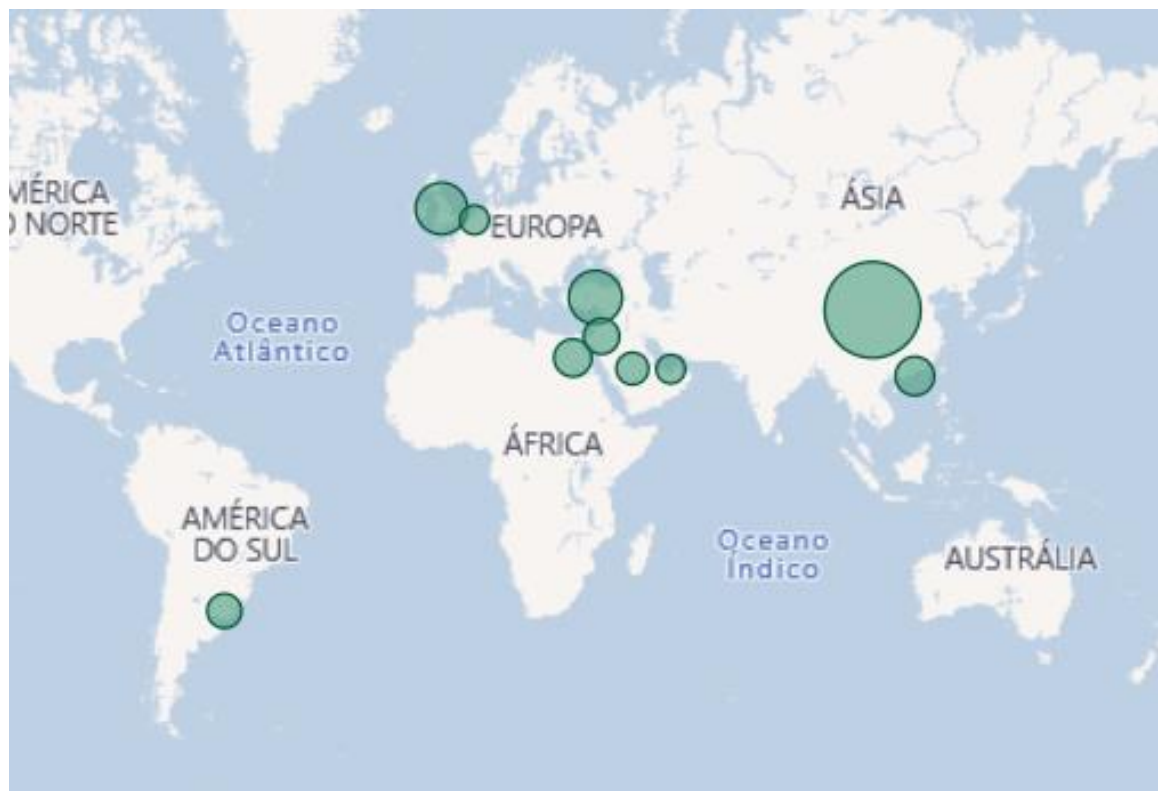 MÉRICA
O NORTE
EUROPA
ÁSIA
Oceano
Atlântico
ÁFRICA
AMÉRICA
DO SUL
Oceano
Índico
AUSTRÁLIA